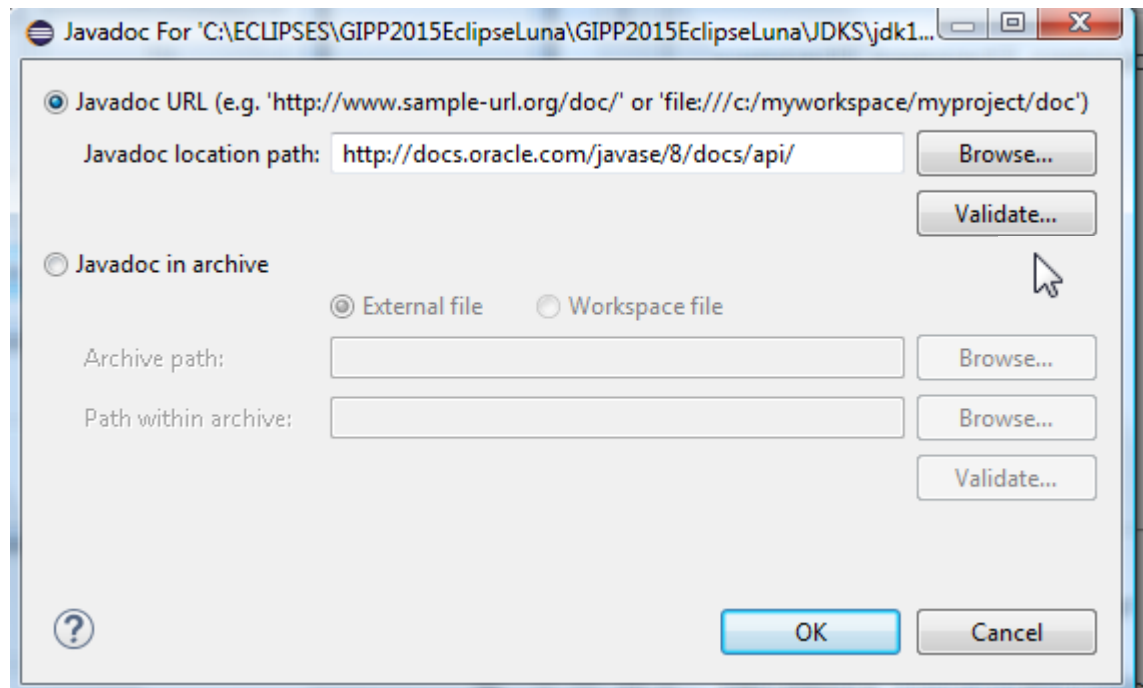 Javadoc For 'C:\ECLIPSES\GIPP2015EclipseLuna\GIPP2015EclipseLuna\JDKS\jdk1...
Javadoc URL (e.g. 'http://www.sample-url.org/doc/' or 'file:///c:/myworkspace/myproject/doc')
Javadoc location path: http://docs.oracle.com/javase/8/docs/api/ Browse...
Validate...
Javadoc in archive
External file Workspace file
Archive path: Browse...
Path within archive: Browse...
Validate...
? OK Cancel